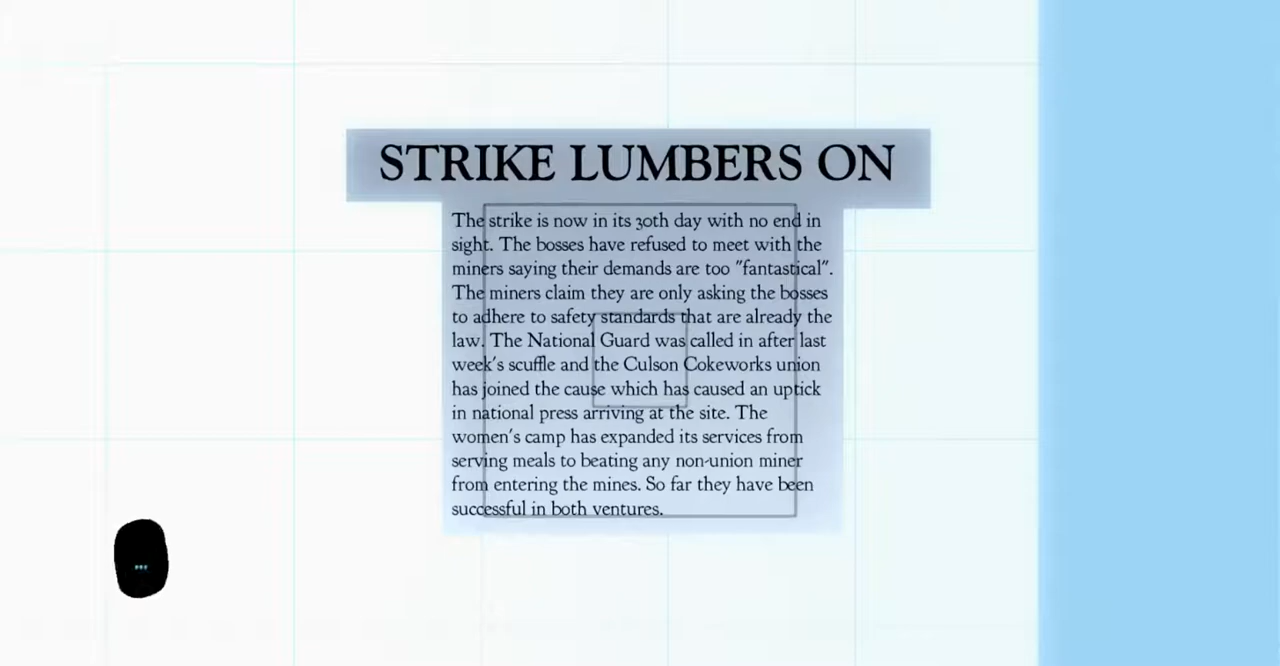 STRIKE LUMBERS ON
The strike is now in its 30th day with no end in
sight. The bosses have refused to meet with the
miners saying their demands are too "fantastical".
The miners claim they are only asking the bosses
to adhere to safety standards that are already the
law. The National Guard was called in after last
week's scuffle and the Culson Cokeworks union
has joined the cause which has caused an uptick
in national press arriving at the site. The
women's camp has expanded its services from
serving meals to beating any non-union miner
from entering the mines. So far they have been
successful in both ventures.
...